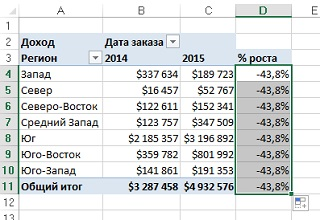 A B C D E
1
2 Доход Дата заказа
3 Регион 2014 2015 % роста
4 Запад $337 634 $189 723 -43,8%
5 Север $16 457 $52 767 -43,8%
6 Северо-Восток $122 611 $152 341 -43,8%
7 Средний Запад $123 757 $347 509 -43,8%
8 Юг $2 185 357 $3 196 892 -43,8%
9 Юго-Восток $359 782 $801 992 -43,8%
10 Юго-Запад $141 861 $191 353 -43,8%
11 Общий итог $3 287 458 $4 932 576 -43,8%
12
13